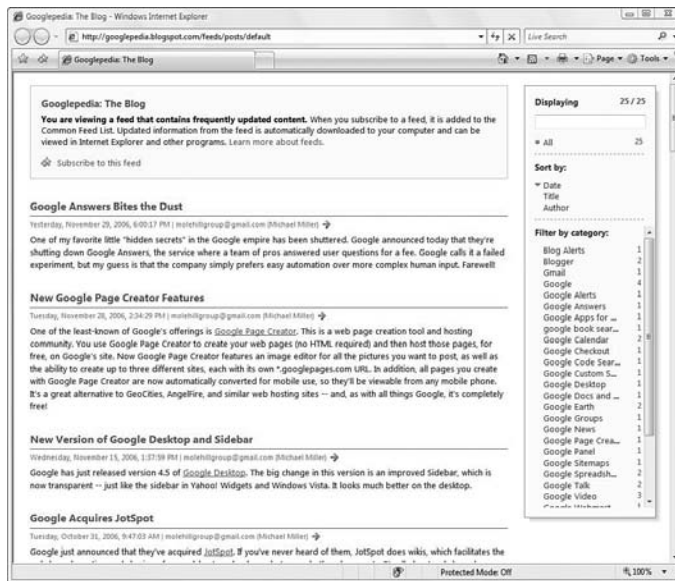 Googlepedia: The Blog - Windows Internet Explorer
http://googlepedia.blogspot.com/feeds/posts/default
Live Search
Googlepedia: The Blog
Page
Tools
Googlepedia: The Blog
You are viewing a feed that contains frequently updated content. When you subscribe to a feed, it is added to the
Common Feed List. Updated information from the feed is automatically downloaded to your computer and can be
viewed in Internet Explorer and other programs. Learn more about feeds.
Subscribe to this feed
Google Answers Bites the Dust
Yesterday, November 29, 2006, 6:00:17 PM | molehillgroup@gmail.com (Michael Miller)
One of my favorite little "hidden secrets" in the Google empire has been shuttered. Google announced today that they're
shutting down Google Answers, the service where a team of pros answered user questions for a fee. Google calls it a failed
experiment, but my guess is that the company simply prefers easy automation over more complex human input. Farewell!
New Google Page Creator Features
Tuesday, November 28, 2006, 2:34:29 PM | molehillgroup@gmail.com (Michael Miller)
One of the least-known of Google's offerings is Google Page Creator. This is a web page creation tool and hosting
community. You use Google Page Creator to create your web pages (no HTML required) and then host those pages, for
free, on Google's site. Now Google Page Creator features an image editor for all the pictures you want to post, as well as
the ability to create up to three different sites, each with its own *.googlepages.com URL. In addition, all pages you create
with Google Page Creator are now automatically converted for mobile use, so they'll be viewable from any mobile phone.
It's a great alternative to GeoCities, AngelFire, and similar web hosting sites -- and, as with all things Google, it's completely
free!
New Version of Google Desktop and Sidebar
Wednesday, November 15, 2006, 1:37:59 PM | molehillgroup@gmail.com (Michael Miller)
Google has just released version 4.5 of Google Desktop. The big change in this version is an improved Sidebar, which is
now transparent -- just like the sidebar in Yahoo! Widgets and Windows Vista. It looks much better on the desktop.
Google Acquires JotSpot
Tuesday, October 31, 2006, 9:47:03 AM | molehillgroup@gmail.com (Michael Miller)
Google just announced that they've acquired JotSpot. If you've never heard of them, JotSpot does wikis, which facilitates the
Displaying 25 / 25
All 25
Sort by:
Date
Title
Author
Filter by category:
Blog Alerts 1
Blogger 2
Gmail 1
Google 4
Google Alerts 1
Google Answers 1
Google Apps for ... 1
google book sear... 1
Google Calendar 2
Google Checkout 1
Google Code Sear... 1
Google Custom S... 1
Google Desktop 1
Google Docs and ... 1
Google Earth 2
Google Groups 1
Google News 1
Google Page Crea... 1
Google Panel 1
Google Sitemaps 1
Google Spreadsh... 2
Google Talk 2
Google Video 3
Protected Mode: Off
100%